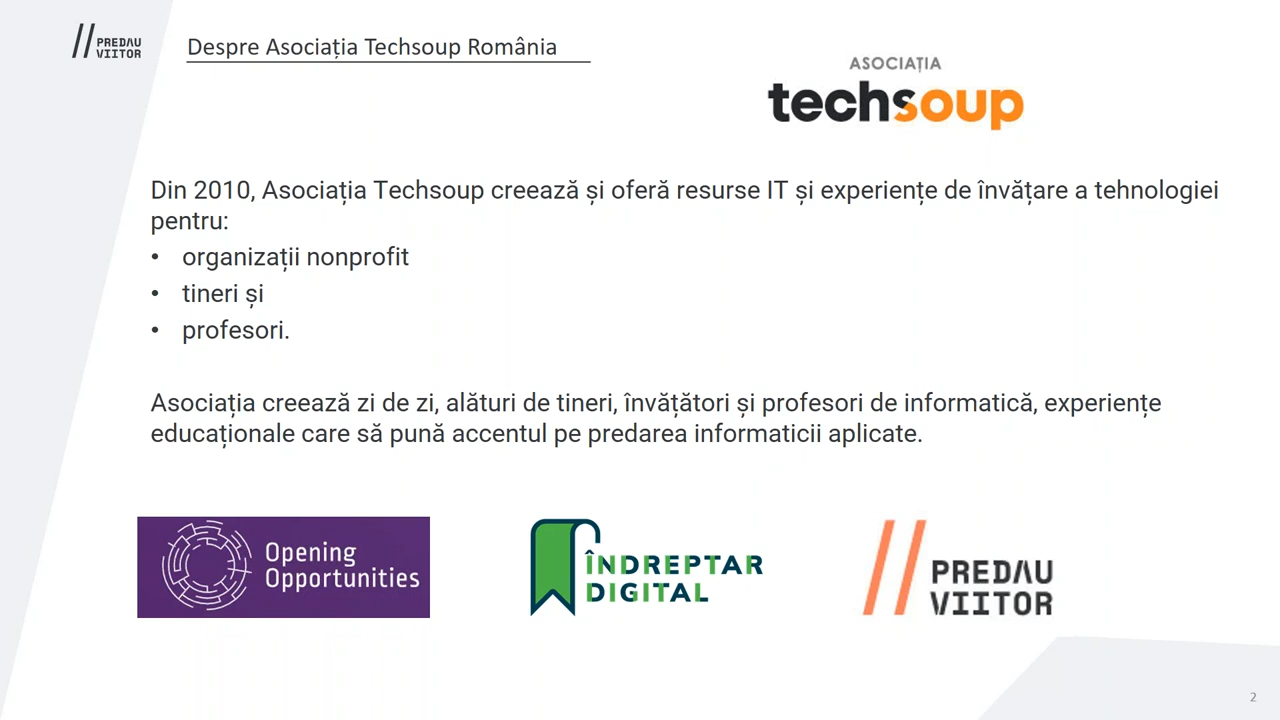 PREDAU
VIITOR
Despre Asociația Techsoup România
ASOCIAȚIA
techsoup
Din 2010, Asociația Techsoup creează și oferă resurse IT și experiențe de învățare a tehnologiei
pentru:
• organizații nonprofit
• tineri și
• profesori.
Asociația creează zi de zi, alături de tineri, învățători și profesori de informatică, experiențe
educaționale care să pună accentul pe predarea informaticii aplicate.
Opening
Opportunities
ÎNDREPTAR
DIGITAL
PREDAU
VIITOR
2